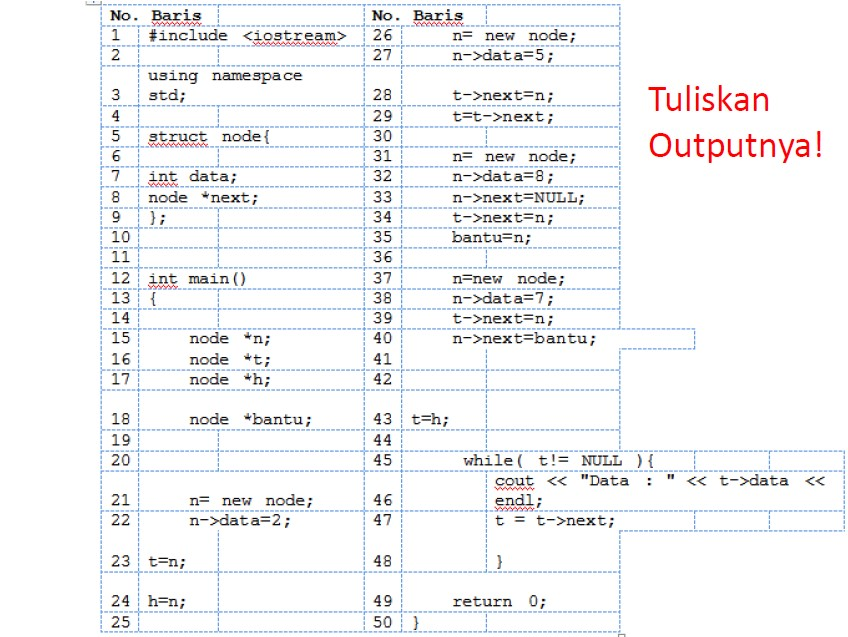 No. Baris
1 #include <iostream>
2
using namespace
3 std;
4
5 struct node{
6
7 int data;
8 node *next;
9 };
10
11
12 int main()
13 {
14
15 node *n;
16 node *t;
17 node *h;
18 node *bantu;
19
20
21 n= new node;
22 n->data=2;
23 t=n;
24 h=n;
25
No. Baris
26 n= new node;
27 n->data=5;
28 t->next=n;
29 t=t->next;
30
31 n= new node;
32 n->data=8;
33 n->next=NULL;
34 t->next=n;
35 bantu=n;
36
37 n=new node;
38 n->data=7;
39 t->next=n;
40 n->next=bantu;
41
42
43 t=h;
44
45 while( t!= NULL ){
cout << "Data : " << t->data <<
46 endl;
47 t = t->next;
48 }
49 return 0;
50 }
Tuliskan
Outputnya!